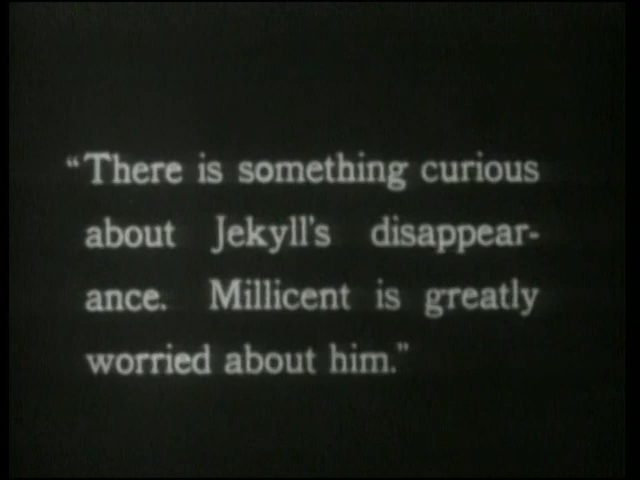 “There is something curious
about Jekyll's disappear-
ance. Millicent is greatly
worried about him.”